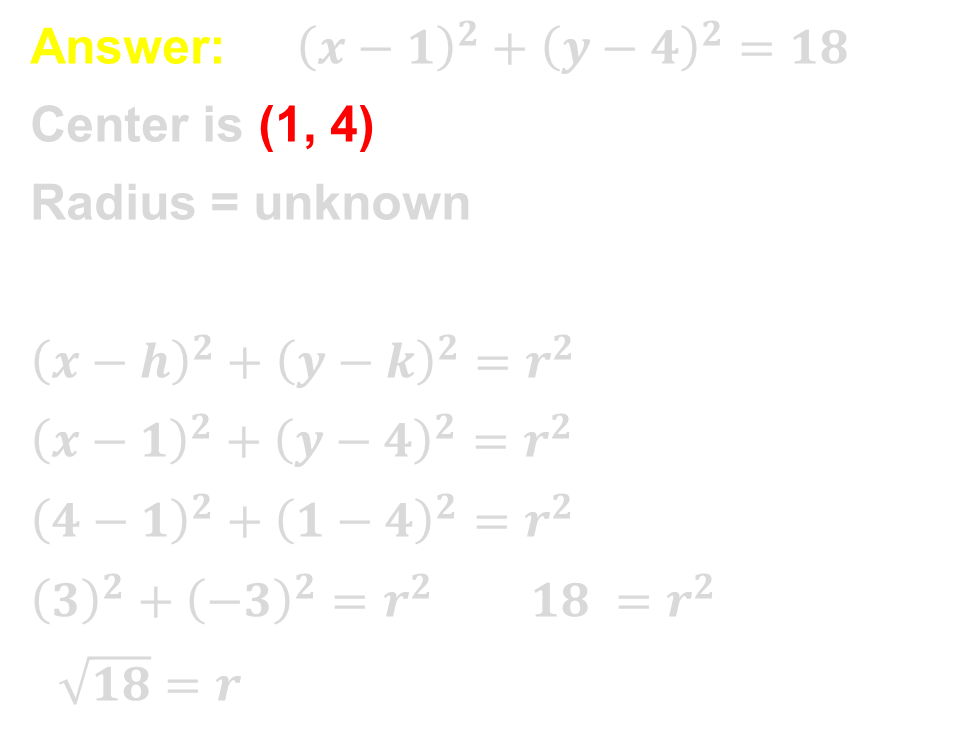 Answer: (x − 1)² + (y − 4)² = 18
Center is (1, 4)
Radius = unknown
(x − h)² + (y − k)² = r²
(x − 1)² + (y − 4)² = r²
(4 − 1)² + (1 − 4)² = r²
(3)² + (−3)² = r² 18 = r²
√18 = r